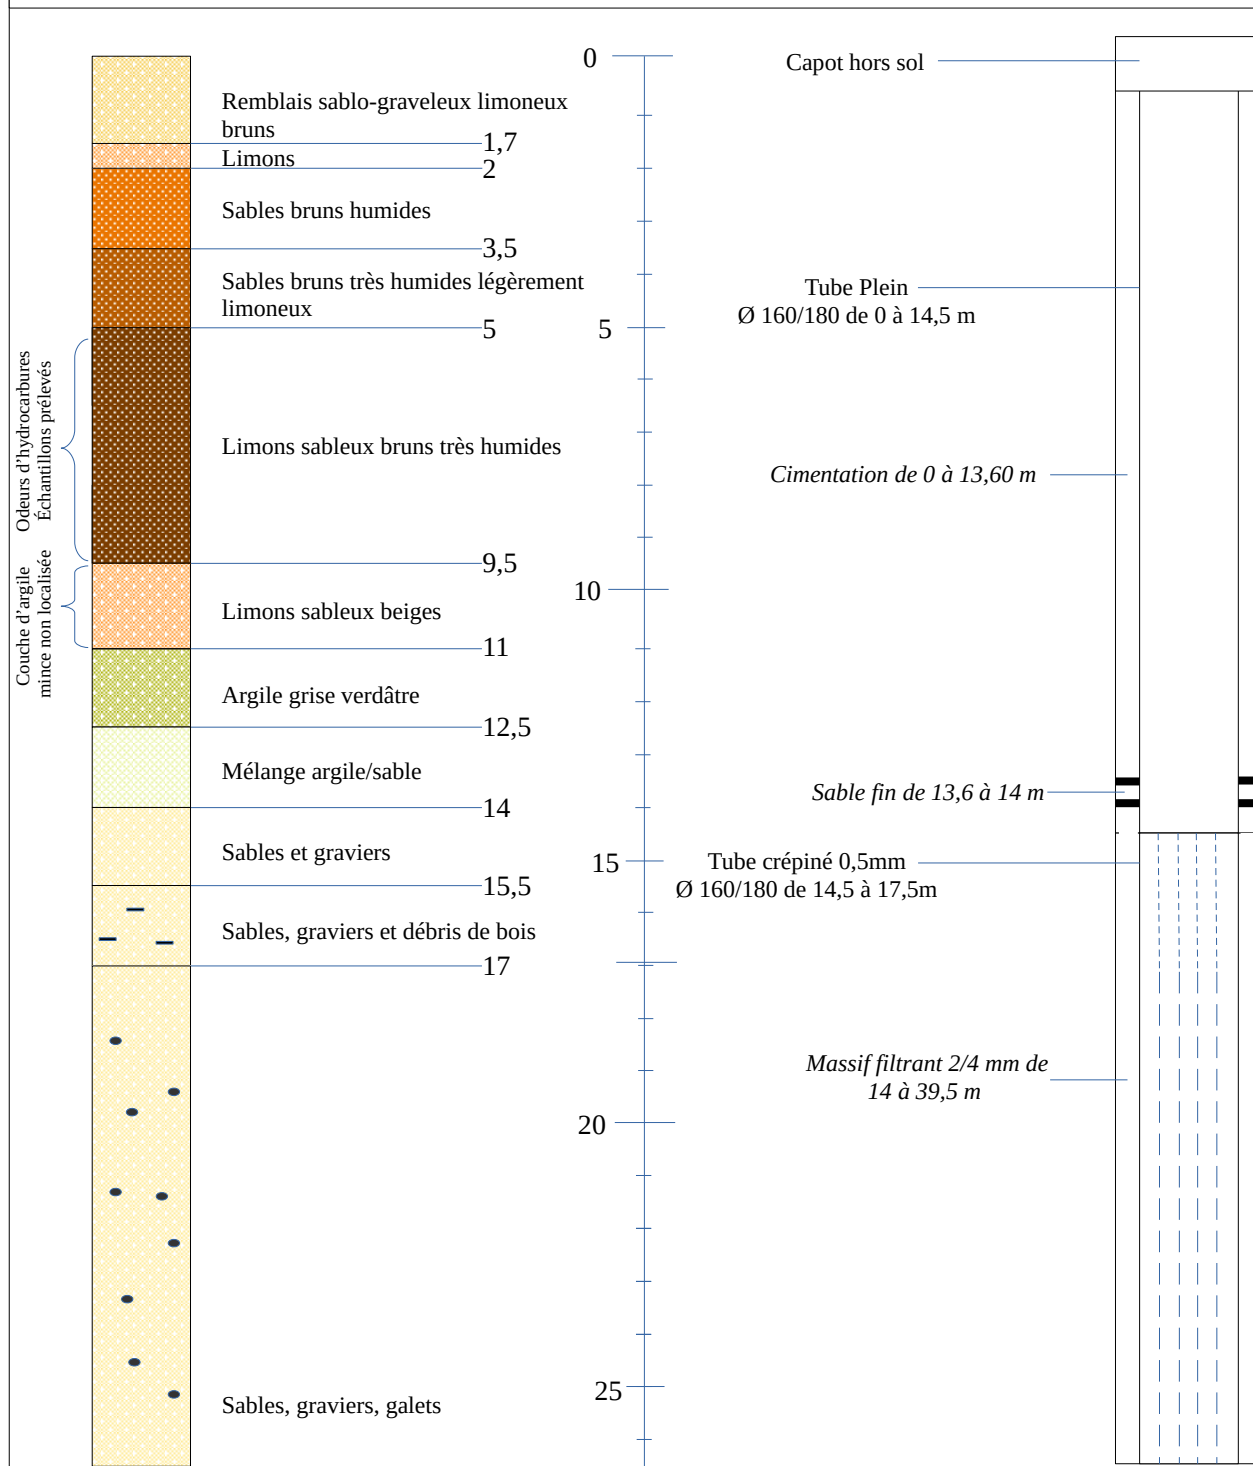 0
Capot hors sol
Remblais sablo-graveleux limoneux
bruns
1,7
Limons
2
Sables bruns humides
3,5
Sables bruns très humides légèrement
limoneux
Tube Plein
Ø 160/180 de 0 à 14,5 m
5
5
Odeurs d’hydrocarbures
Échantillons prélevés
Limons sableux bruns très humides
Cimentation de 0 à 13,60 m
9,5
10
Couche d’argile
mince non localisée
Limons sableux beiges
11
Argile grise verdâtre
12,5
Mélange argile/sable
Sable fin de 13,6 à 14 m
14
Sables et graviers
15
Tube crépiné 0,5mm
Ø 160/180 de 14,5 à 17,5m
15,5
Sables, graviers et débris de bois
17
Massif filtrant 2/4 mm de
14 à 39,5 m
20
25
Sables, graviers, galets